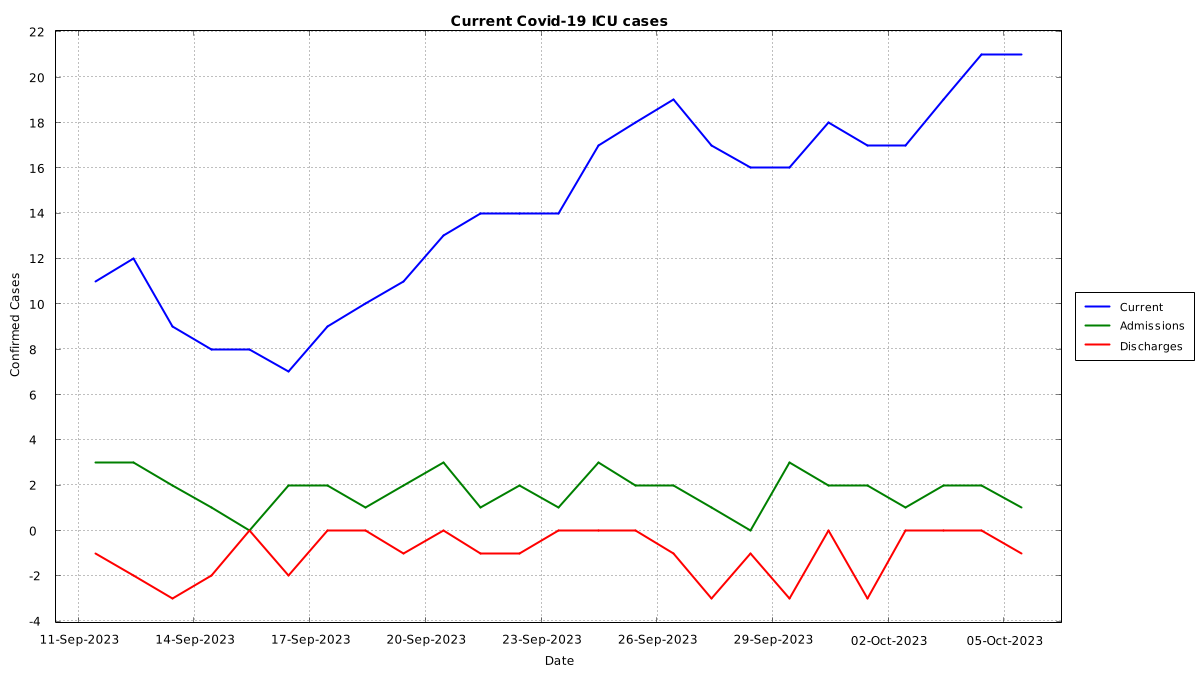 Current Covid-19 ICU cases
22
20
18
16
14
12
10
8
6
4
2
0
-2
-4
Confirmed Cases
11-Sep-2023 14-Sep-2023 17-Sep-2023 20-Sep-2023 23-Sep-2023 26-Sep-2023 29-Sep-2023 02-Oct-2023 05-Oct-2023
Date
Current
Admissions
Discharges